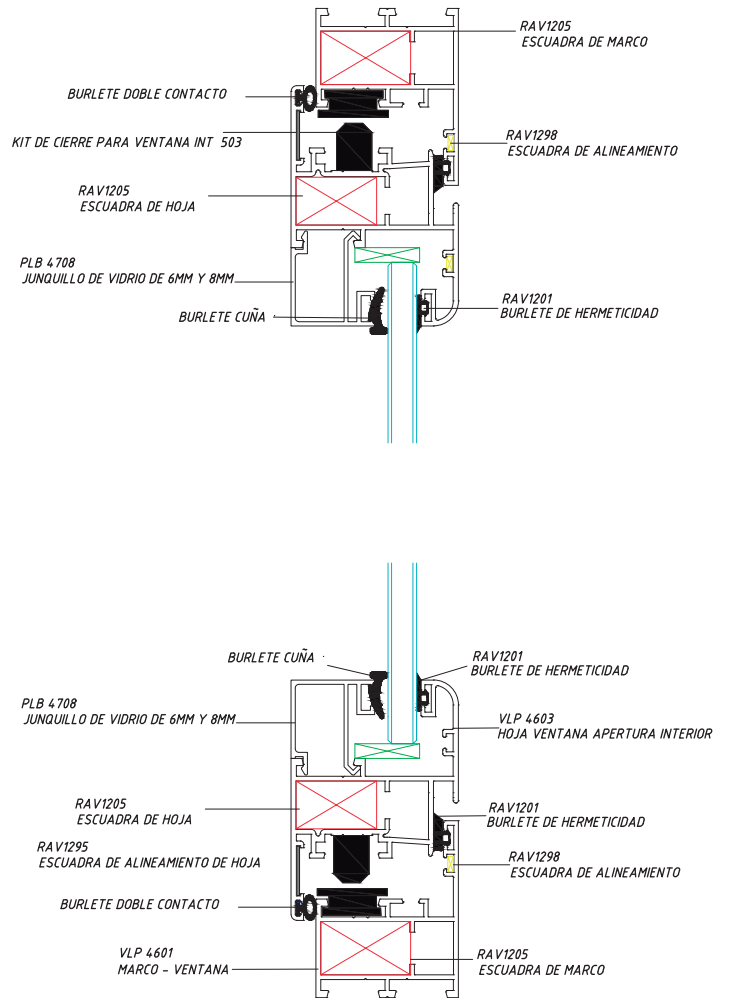 RAV1205
ESCUADRA DE MARCO
BURLETE DOBLE CONTACTO
KIT DE CIERRE PARA VENTANA INT 503
RAV1298
ESCUADRA DE ALINEAMIENTO
RAV1205
ESCUADRA DE HOJA
PLB 4708
JUNQUILLO DE VIDRIO DE 6MM Y 8MM
RAV1201
BURLETE DE HERMETICIDAD
BURLETE CUÑA
BURLETE CUÑA
RAV1201
BURLETE DE HERMETICIDAD
PLB 4708
JUNQUILLO DE VIDRIO DE 6MM Y 8MM
VLP 4603
HOJA VENTANA APERTURA INTERIOR
RAV1205
ESCUADRA DE HOJA
RAV1201
BURLETE DE HERMETICIDAD
RAV1295
ESCUADRA DE ALINEAMIENTO DE HOJA
RAV1298
ESCUADRA DE ALINEAMIENTO
BURLETE DOBLE CONTACTO
VLP 4601
MARCO - VENTANA
RAV1205
ESCUADRA DE MARCO